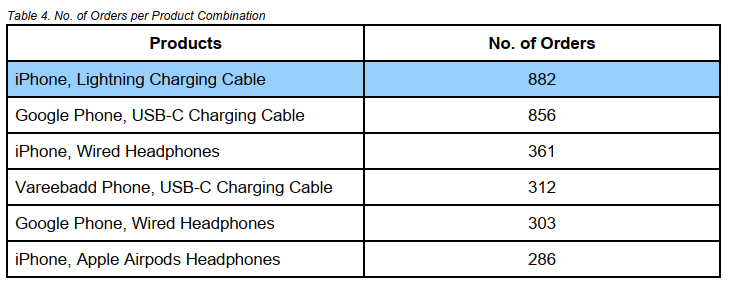 Table 4. No. of Orders per Product Combination
Products No. of Orders
iPhone, Lightning Charging Cable 882
Google Phone, USB-C Charging Cable 856
iPhone, Wired Headphones 361
Vareebadd Phone, USB-C Charging Cable 312
Google Phone, Wired Headphones 303
iPhone, Apple Airpods Headphones 286